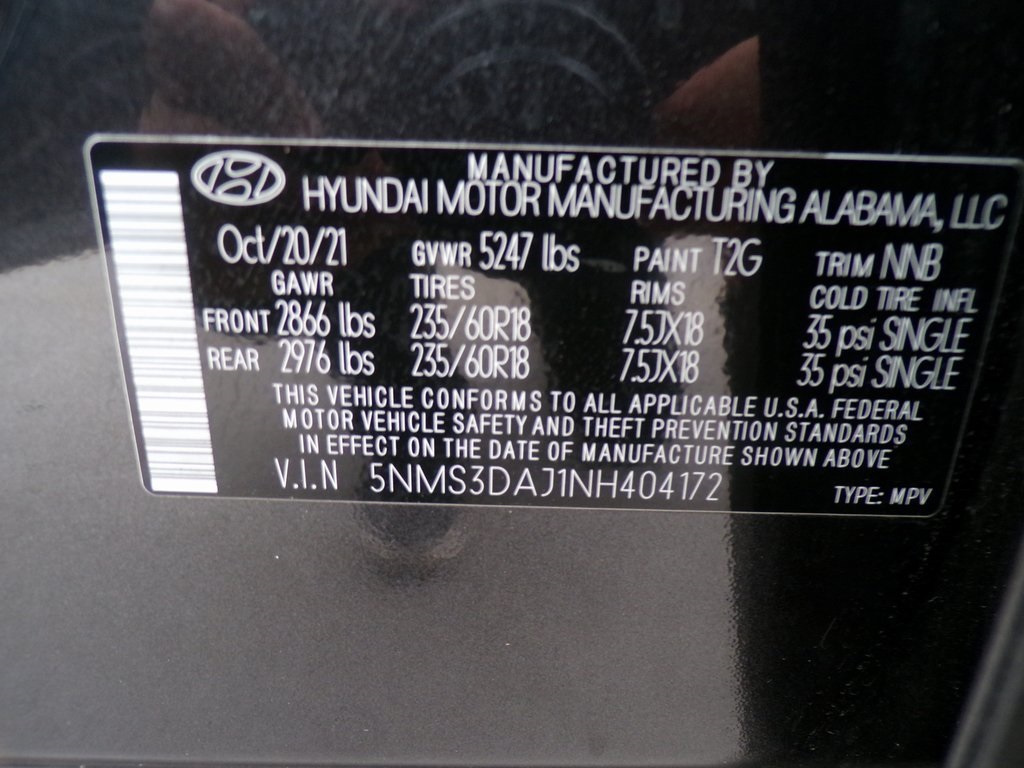 MANUFACTURED BY
HYUNDAI MOTOR MANUFACTURING ALABAMA, LLC
Oct/20/21 GVWR 5247 lbs PAINT T2G TRIM NNB
GAWR TIRES RIMS COLD TIRE INFL
FRONT 2866 lbs 235/60R18 7.5JX18 35 psi SINGLE
REAR 2976 lbs 235/60R18 7.5JX18 35 psi SINGLE
THIS VEHICLE CONFORMS TO ALL APPLICABLE U.S.A. FEDERAL
MOTOR VEHICLE SAFETY AND THEFT PREVENTION STANDARDS
IN EFFECT ON THE DATE OF MANUFACTURE SHOWN ABOVE
V.I.N 5NMS3DAJ1NH404172 TYPE: MPV